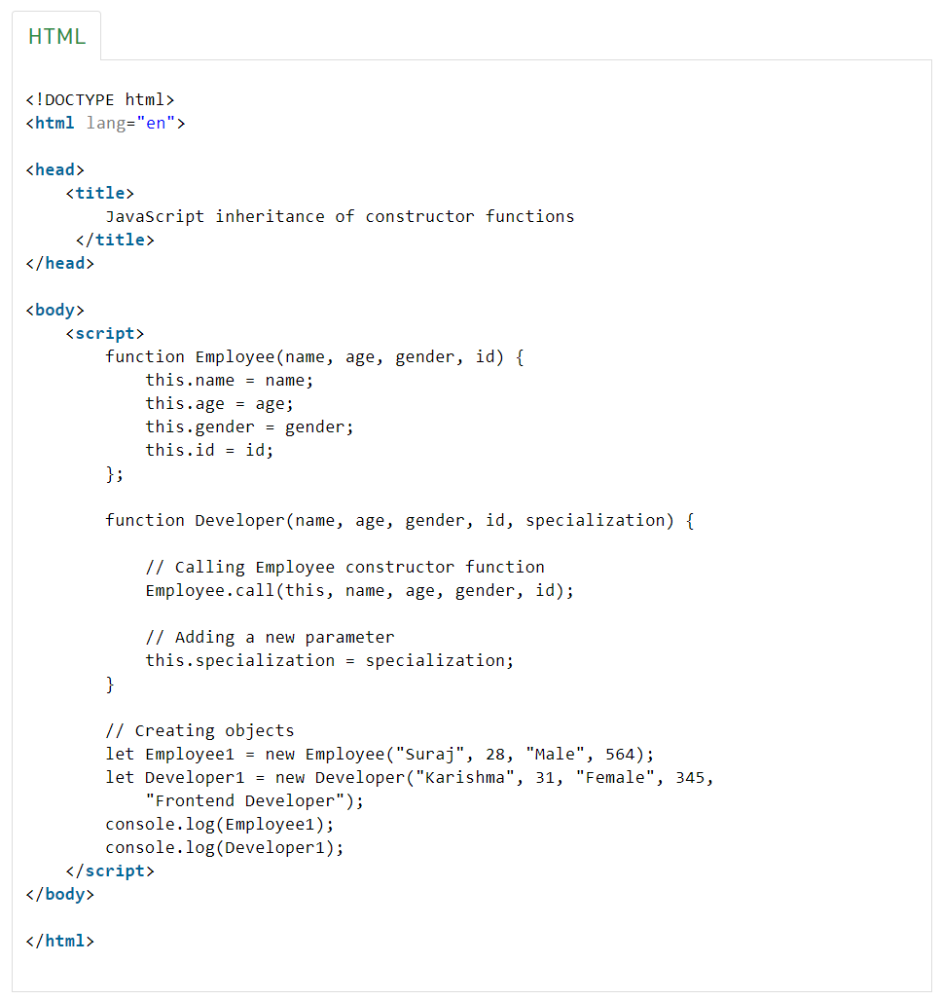 HTML
<!DOCTYPE html>
<html lang="en">
<head>
    <title>
        JavaScript inheritance of constructor functions
     </title>
</head>
<body>
    <script>
        function Employee(name, age, gender, id) {
            this.name = name;
            this.age = age;
            this.gender = gender;
            this.id = id;
        };
        function Developer(name, age, gender, id, specialization) {
            // Calling Employee constructor function
            Employee.call(this, name, age, gender, id);
            // Adding a new parameter
            this.specialization = specialization;
        }
        // Creating objects
        let Employee1 = new Employee("Suraj", 28, "Male", 564);
        let Developer1 = new Developer("Karishma", 31, "Female", 345,
            "Frontend Developer");
        console.log(Employee1);
        console.log(Developer1);
    </script>
</body>
</html>